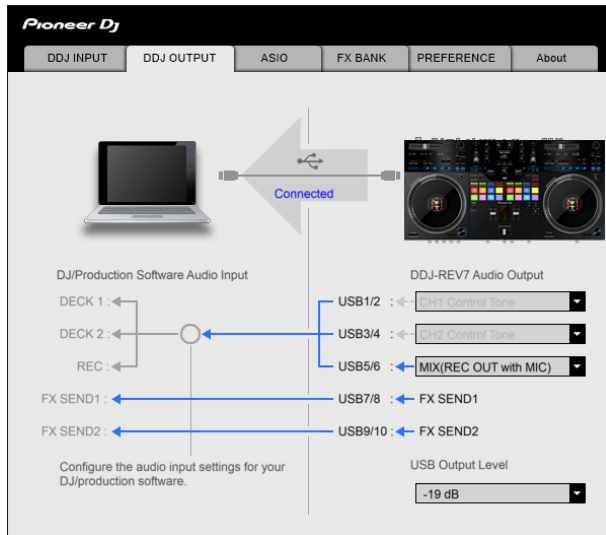 Pioneer Dj
DDJ INPUT DDJ OUTPUT ASIO FX BANK PREFERENCE About
Connected
DJ/Production Software Audio Input DDJ-REV7 Audio Output
DECK 1 : USB1/2 : CH1 Control Tone
DECK 2 : USB3/4 : CH2 Control Tone
REC : USB5/6 : MIX(REC OUT with MIC)
FX SEND1 : USB7/8 : FX SEND1
FX SEND2 : USB9/10 : FX SEND2
Configure the audio input settings for your USB Output Level
DJ/production software.
-19 dB